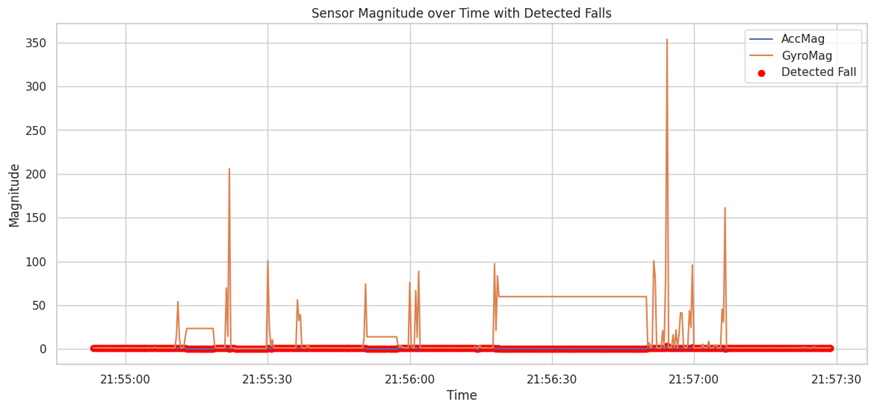 Sensor Magnitude over Time with Detected Falls
350
300
250
200
150
100
50
0
Magnitude
AccMag
GyroMag
Detected Fall
21:55:00
21:55:30
21:56:00
21:56:30
21:57:00
21:57:30
Time